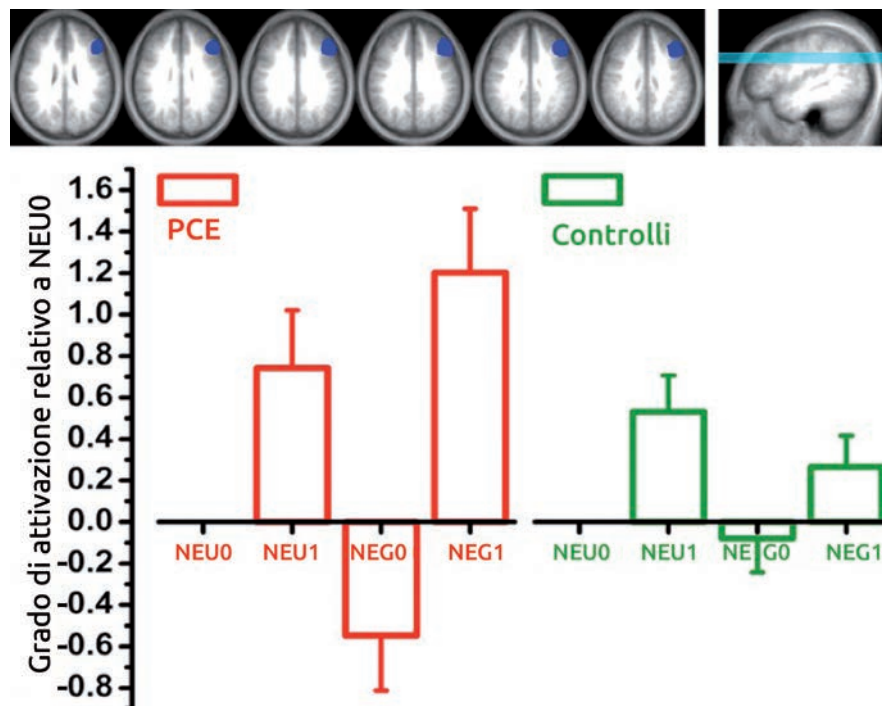 Grado di attivazione relativo a NEU0
1.6
1.4
1.2
1.0
0.8
0.6
0.4
0.2
0.0
-0.2
-0.4
-0.6
-0.8
PCE
Controlli
NEU0 NEU1 NEG0 NEG1
NEU0 NEU1 NEG0 NEG1